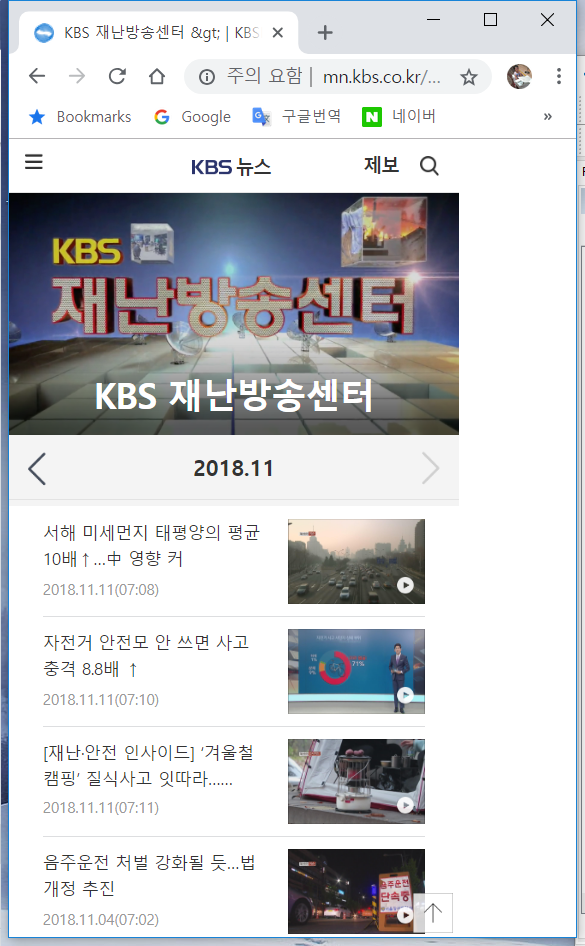 KBS 재난방송센터 &gt; | KBS
주의 요함 | mn.kbs.co.kr/...
Bookmarks
Google
구글번역
네이버
»
KBS 뉴스
제보
KBS
재난방송센터
KBS 재난방송센터
2018.11
서해 미세먼지 태평양의 평균
10배↑...中 영향 커
2018.11.11(07:08)
자전거 안전모 안 쓰면 사고
충격 8.8배 ↑
71%
2018.11.11(07:10)
[재난·안전 인사이드] ‘겨울철
캠핑’ 질식사고 잇따라……
2018.11.11(07:11)
음주운전 처벌 강화될 듯...법
개정 추진
음주운전
단속중
2018.11.04(07:02)